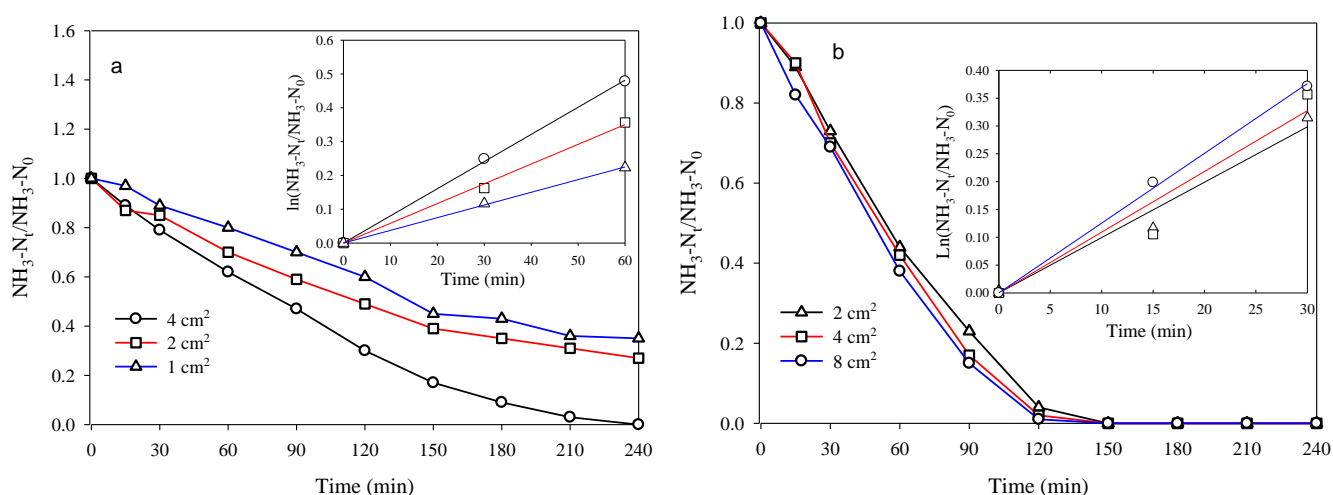 a
NH₃-Nₜ/NH₃-N₀
1.6
1.4
1.2
1.0
0.8
0.6
0.4
0.2
0.0
0 30 60 90 120 150 180 210 240
Time (min)
4 cm²
2 cm²
1 cm²
ln(NH₃-Nₜ/NH₃-N₀)
0.6
0.5
0.4
0.3
0.2
0.1
0.0
0 10 20 30 40 50 60
Time (min)
b
NH₃-Nₜ/NH₃-N₀
1.0
0.8
0.6
0.4
0.2
0.0
0 30 60 90 120 150 180 210 240
Time (min)
2 cm²
4 cm²
8 cm²
Ln(NH₃-Nₜ/NH₃-N₀)
0.40
0.35
0.30
0.25
0.20
0.15
0.10
0.05
0.00
0 5 10 15 20 25 30
Time (min)